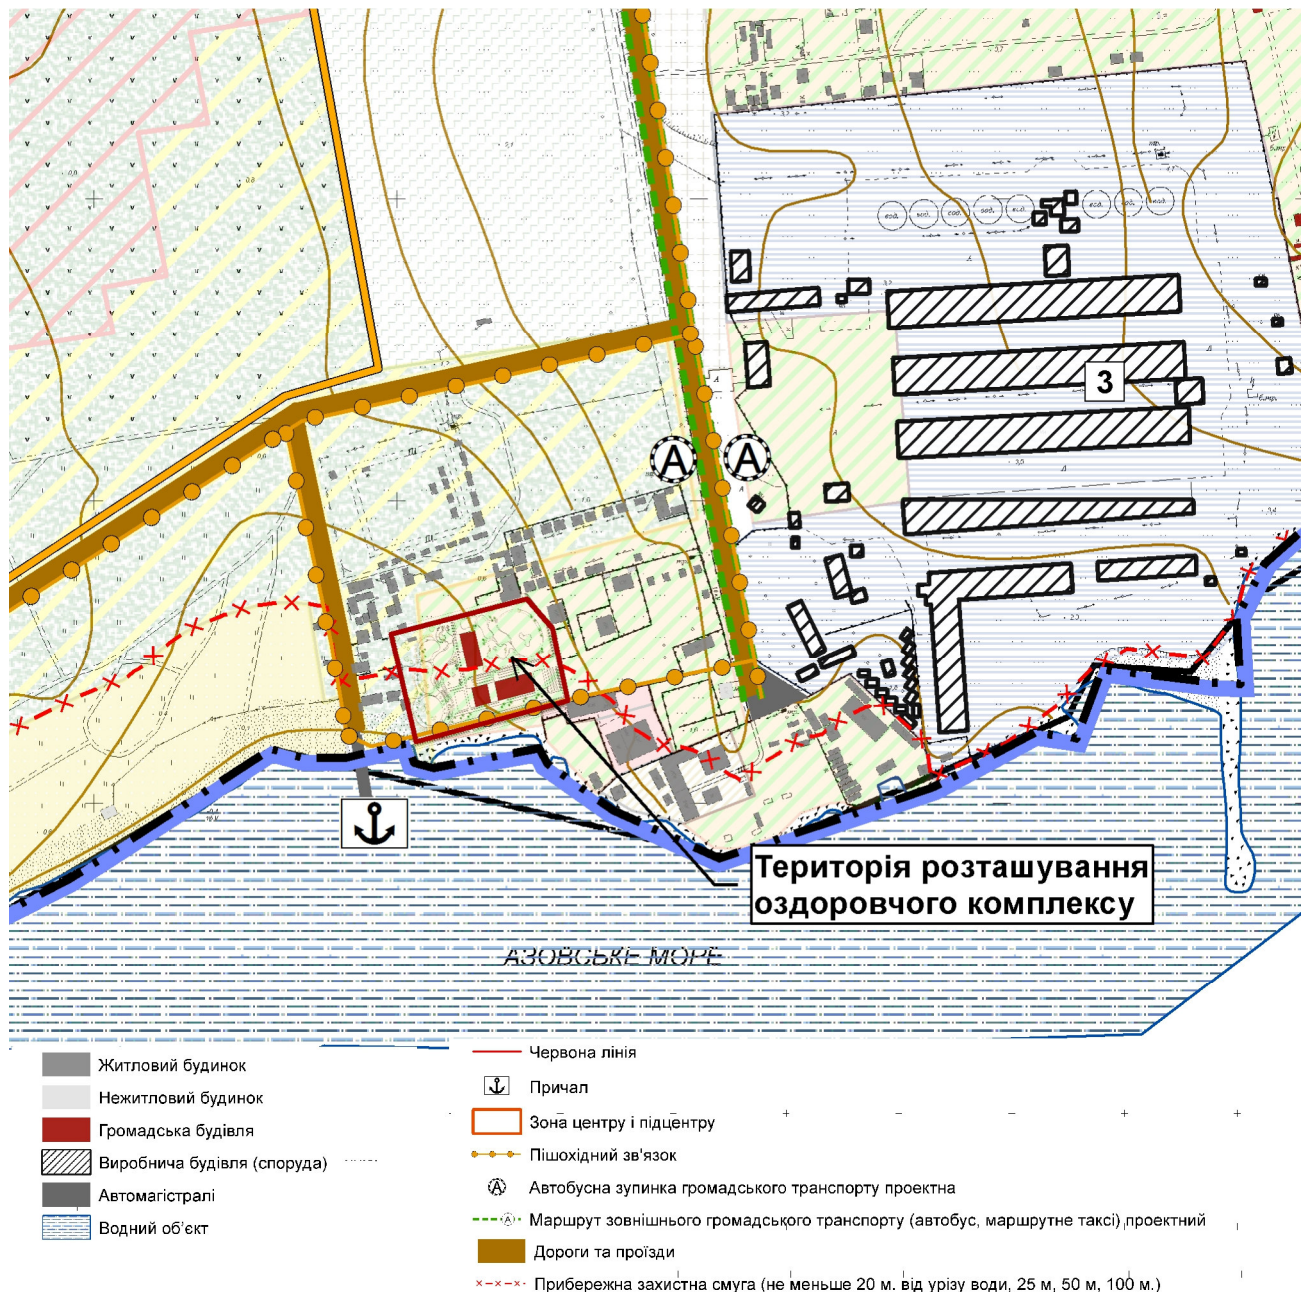 А
А
3
Територія розташування
оздоровчого комплексу
АЗОВСЬКЕ МОРЕ
Житловий будинок
Нежитловий будинок
Громадська будівля
Виробнича будівля (споруда)
Автомагістралі
Водний об'єкт
Червона лінія
Причал
Зона центру і підцентру
Пішохідний зв'язок
А Автобусна зупинка громадського транспорту проектна
А Маршрут зовнішнього громадського транспорту (автобус, маршрутне таксі) проектний
Дороги та проїзди
Прибережна захистна смуга (не меньше 20 м. від урізу води, 25 м, 50 м, 100 м.)